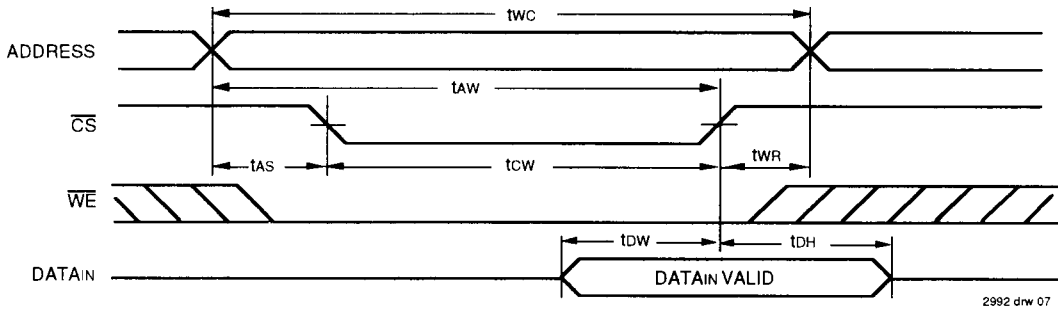 tWC
ADDRESS
tAW
CS
tAS
tCW
tWR
WE
tDW
tDH
DATAIN
DATAIN VALID
2992 drw 07